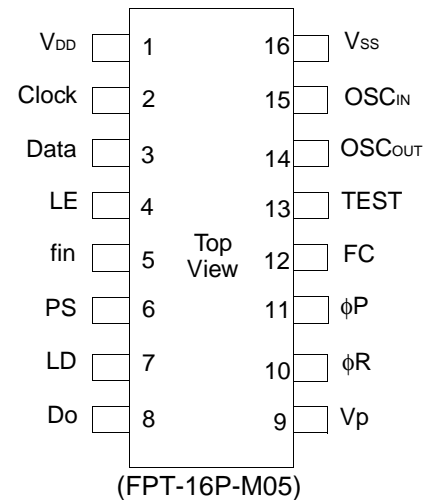 VDD 1 16 VSS
Clock 2 15 OSCIN
Data 3 14 OSCOUT
LE 4 13 TEST
Top
View
fin 5 12 FC
PS 6 11 ϕP
LD 7 10 ϕR
Do 8 9 Vp
(FPT-16P-M05)